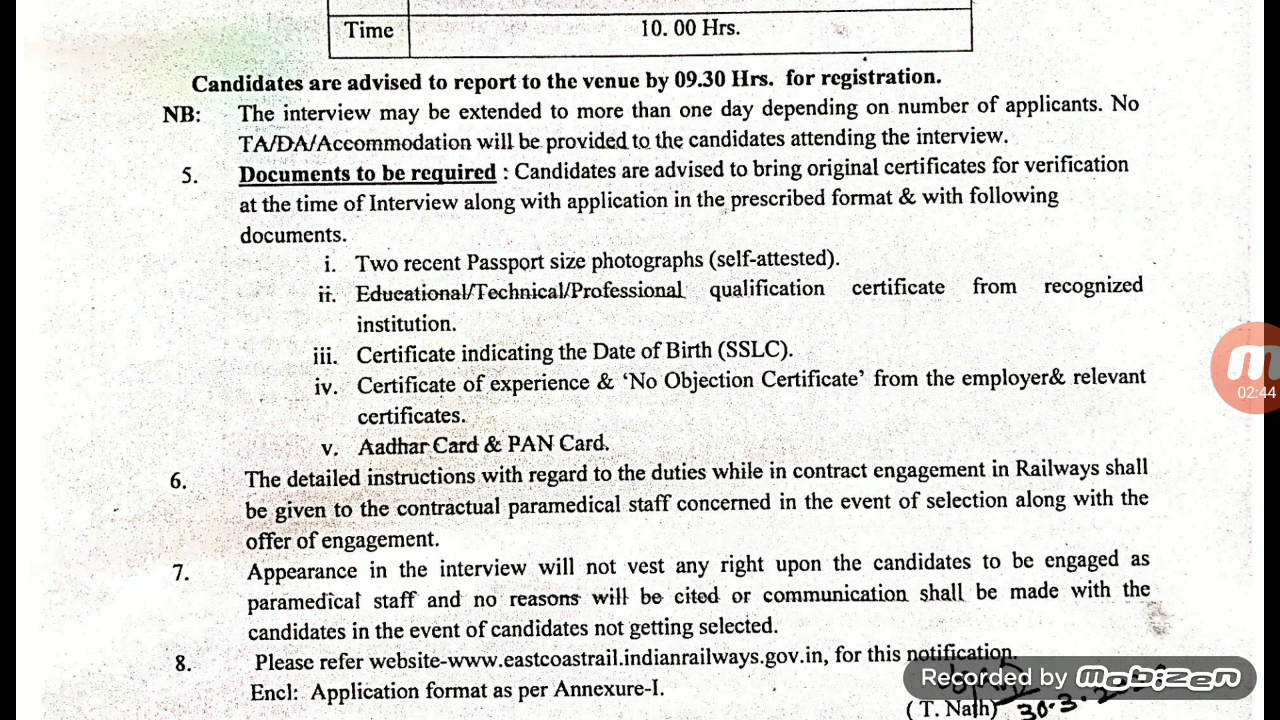 Time 10. 00 Hrs.
Candidates are advised to report to the venue by 09.30 Hrs. for registration.
NB: The interview may be extended to more than one day depending on number of applicants. No
TA/DA/Accommodation will be provided to the candidates attending the interview.
5. Documents to be required : Candidates are advised to bring original certificates for verification
at the time of Interview along with application in the prescribed format & with following
documents.
i. Two recent Passport size photographs (self-attested).
ii. Educational/Technical/Professional qualification certificate from recognized
institution.
iii. Certificate indicating the Date of Birth (SSLC).
iv. Certificate of experience & ‘No Objection Certificate’ from the employer& relevant
certificates.
v. Aadhar Card & PAN Card.
6. The detailed instructions with regard to the duties while in contract engagement in Railways shall
be given to the contractual paramedical staff concerned in the event of selection along with the
offer of engagement.
7. Appearance in the interview will not vest any right upon the candidates to be engaged as
paramedical staff and no reasons will be cited or communication shall be made with the
candidates in the event of candidates not getting selected.
8. Please refer website-www.eastcoastrail.indianrailways.gov.in, for this notification.
Encl: Application format as per Annexure-I.
(T. Nath) 30.3.
02:44
Recorded by mobizen